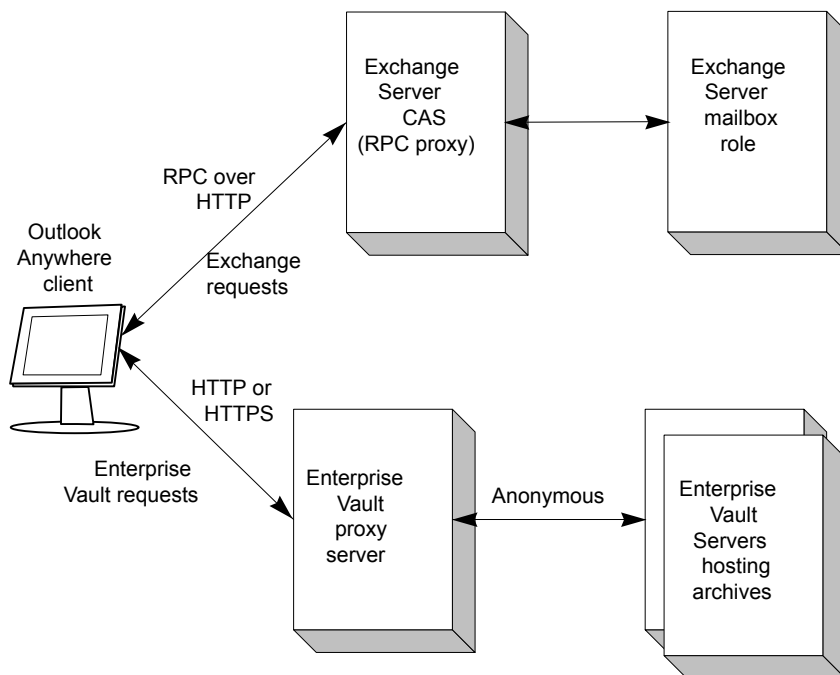 Exchange
Server
CAS
(RPC proxy)
Exchange
Server
mailbox
role
RPC over
HTTP
Outlook
Anywhere
client
Exchange
requests
HTTP or
HTTPS
Enterprise
Vault requests
Enterprise
Vault
proxy
server
Anonymous
Enterprise
Vault
Servers
hosting
archives